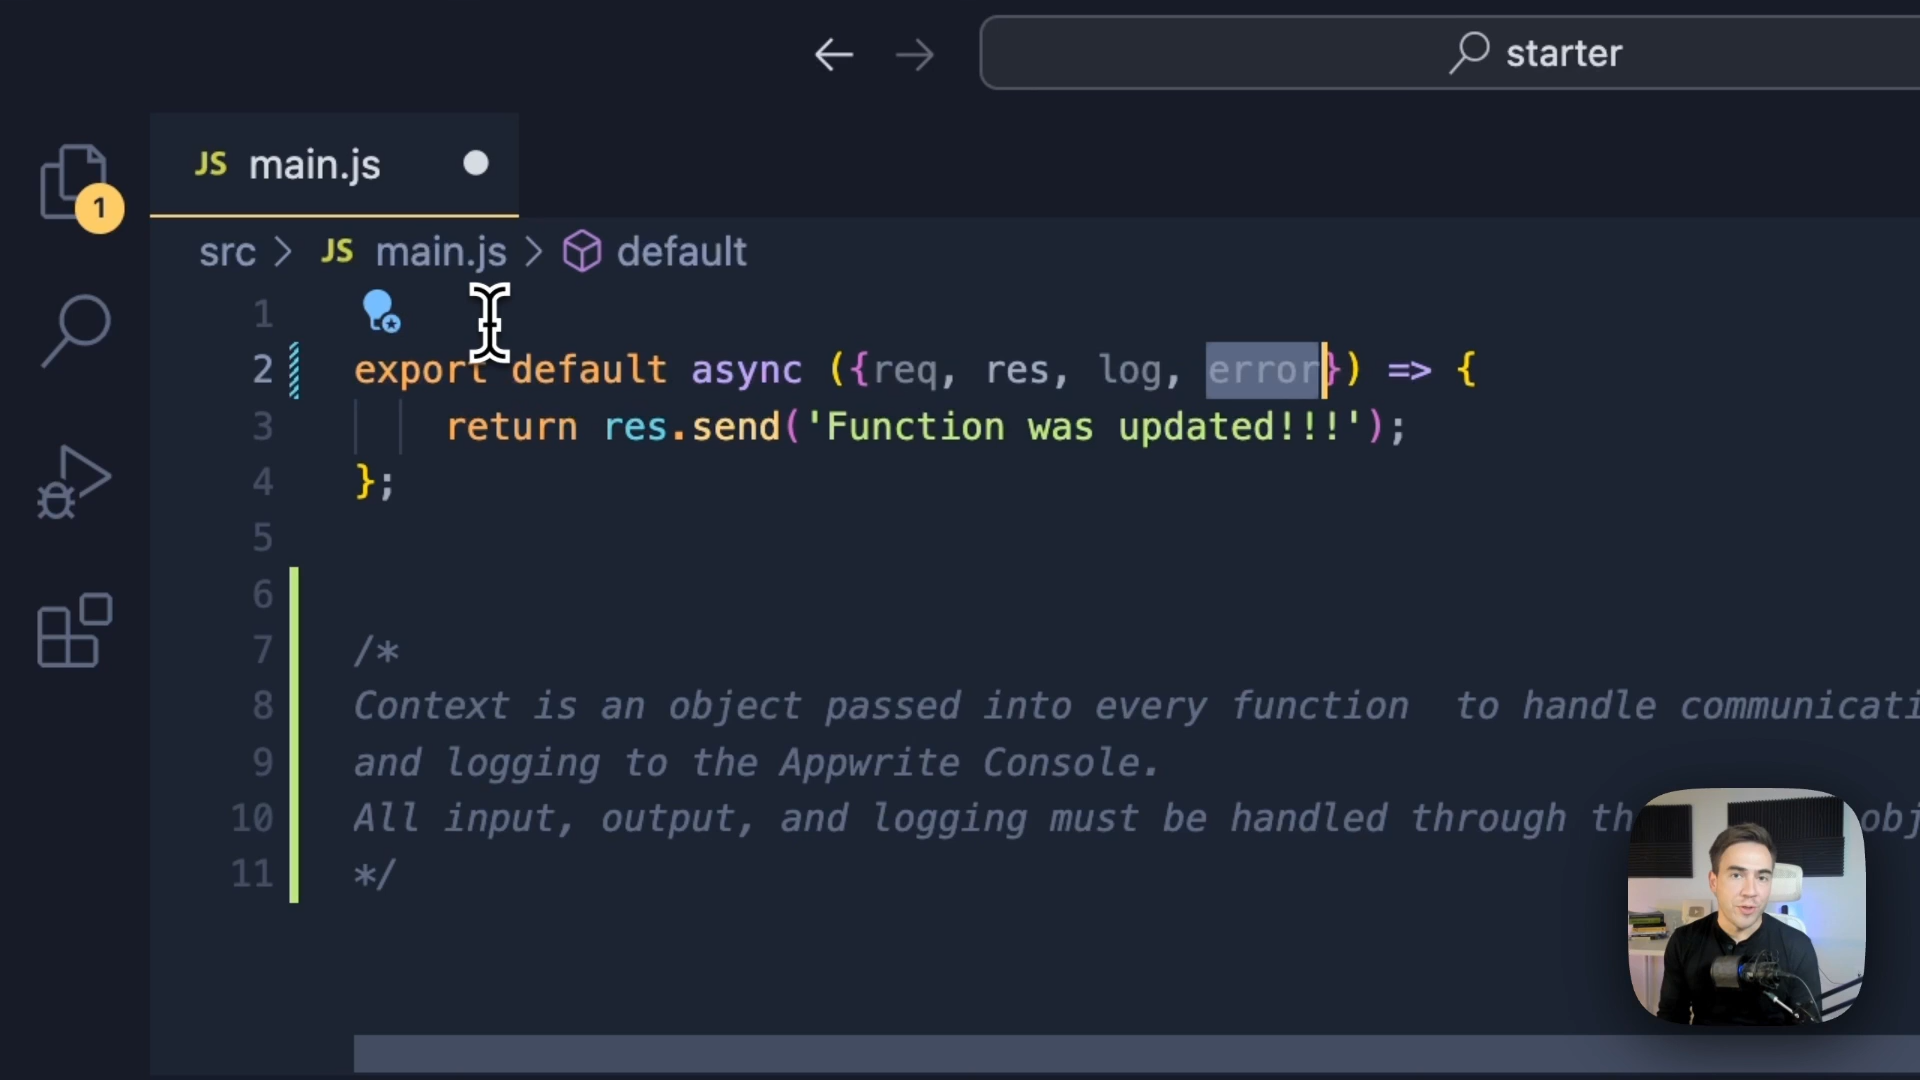 starter
JS main.js
1
src > JS main.js > default
1
2 export default async ({req, res, log, error}) => {
3 return res.send('Function was updated!!!');
4 };
5
6
7 /*
8 Context is an object passed into every function  to handle communicati
9 and logging to the Appwrite Console.
10 All input, output, and logging must be handled through th obj
11 */